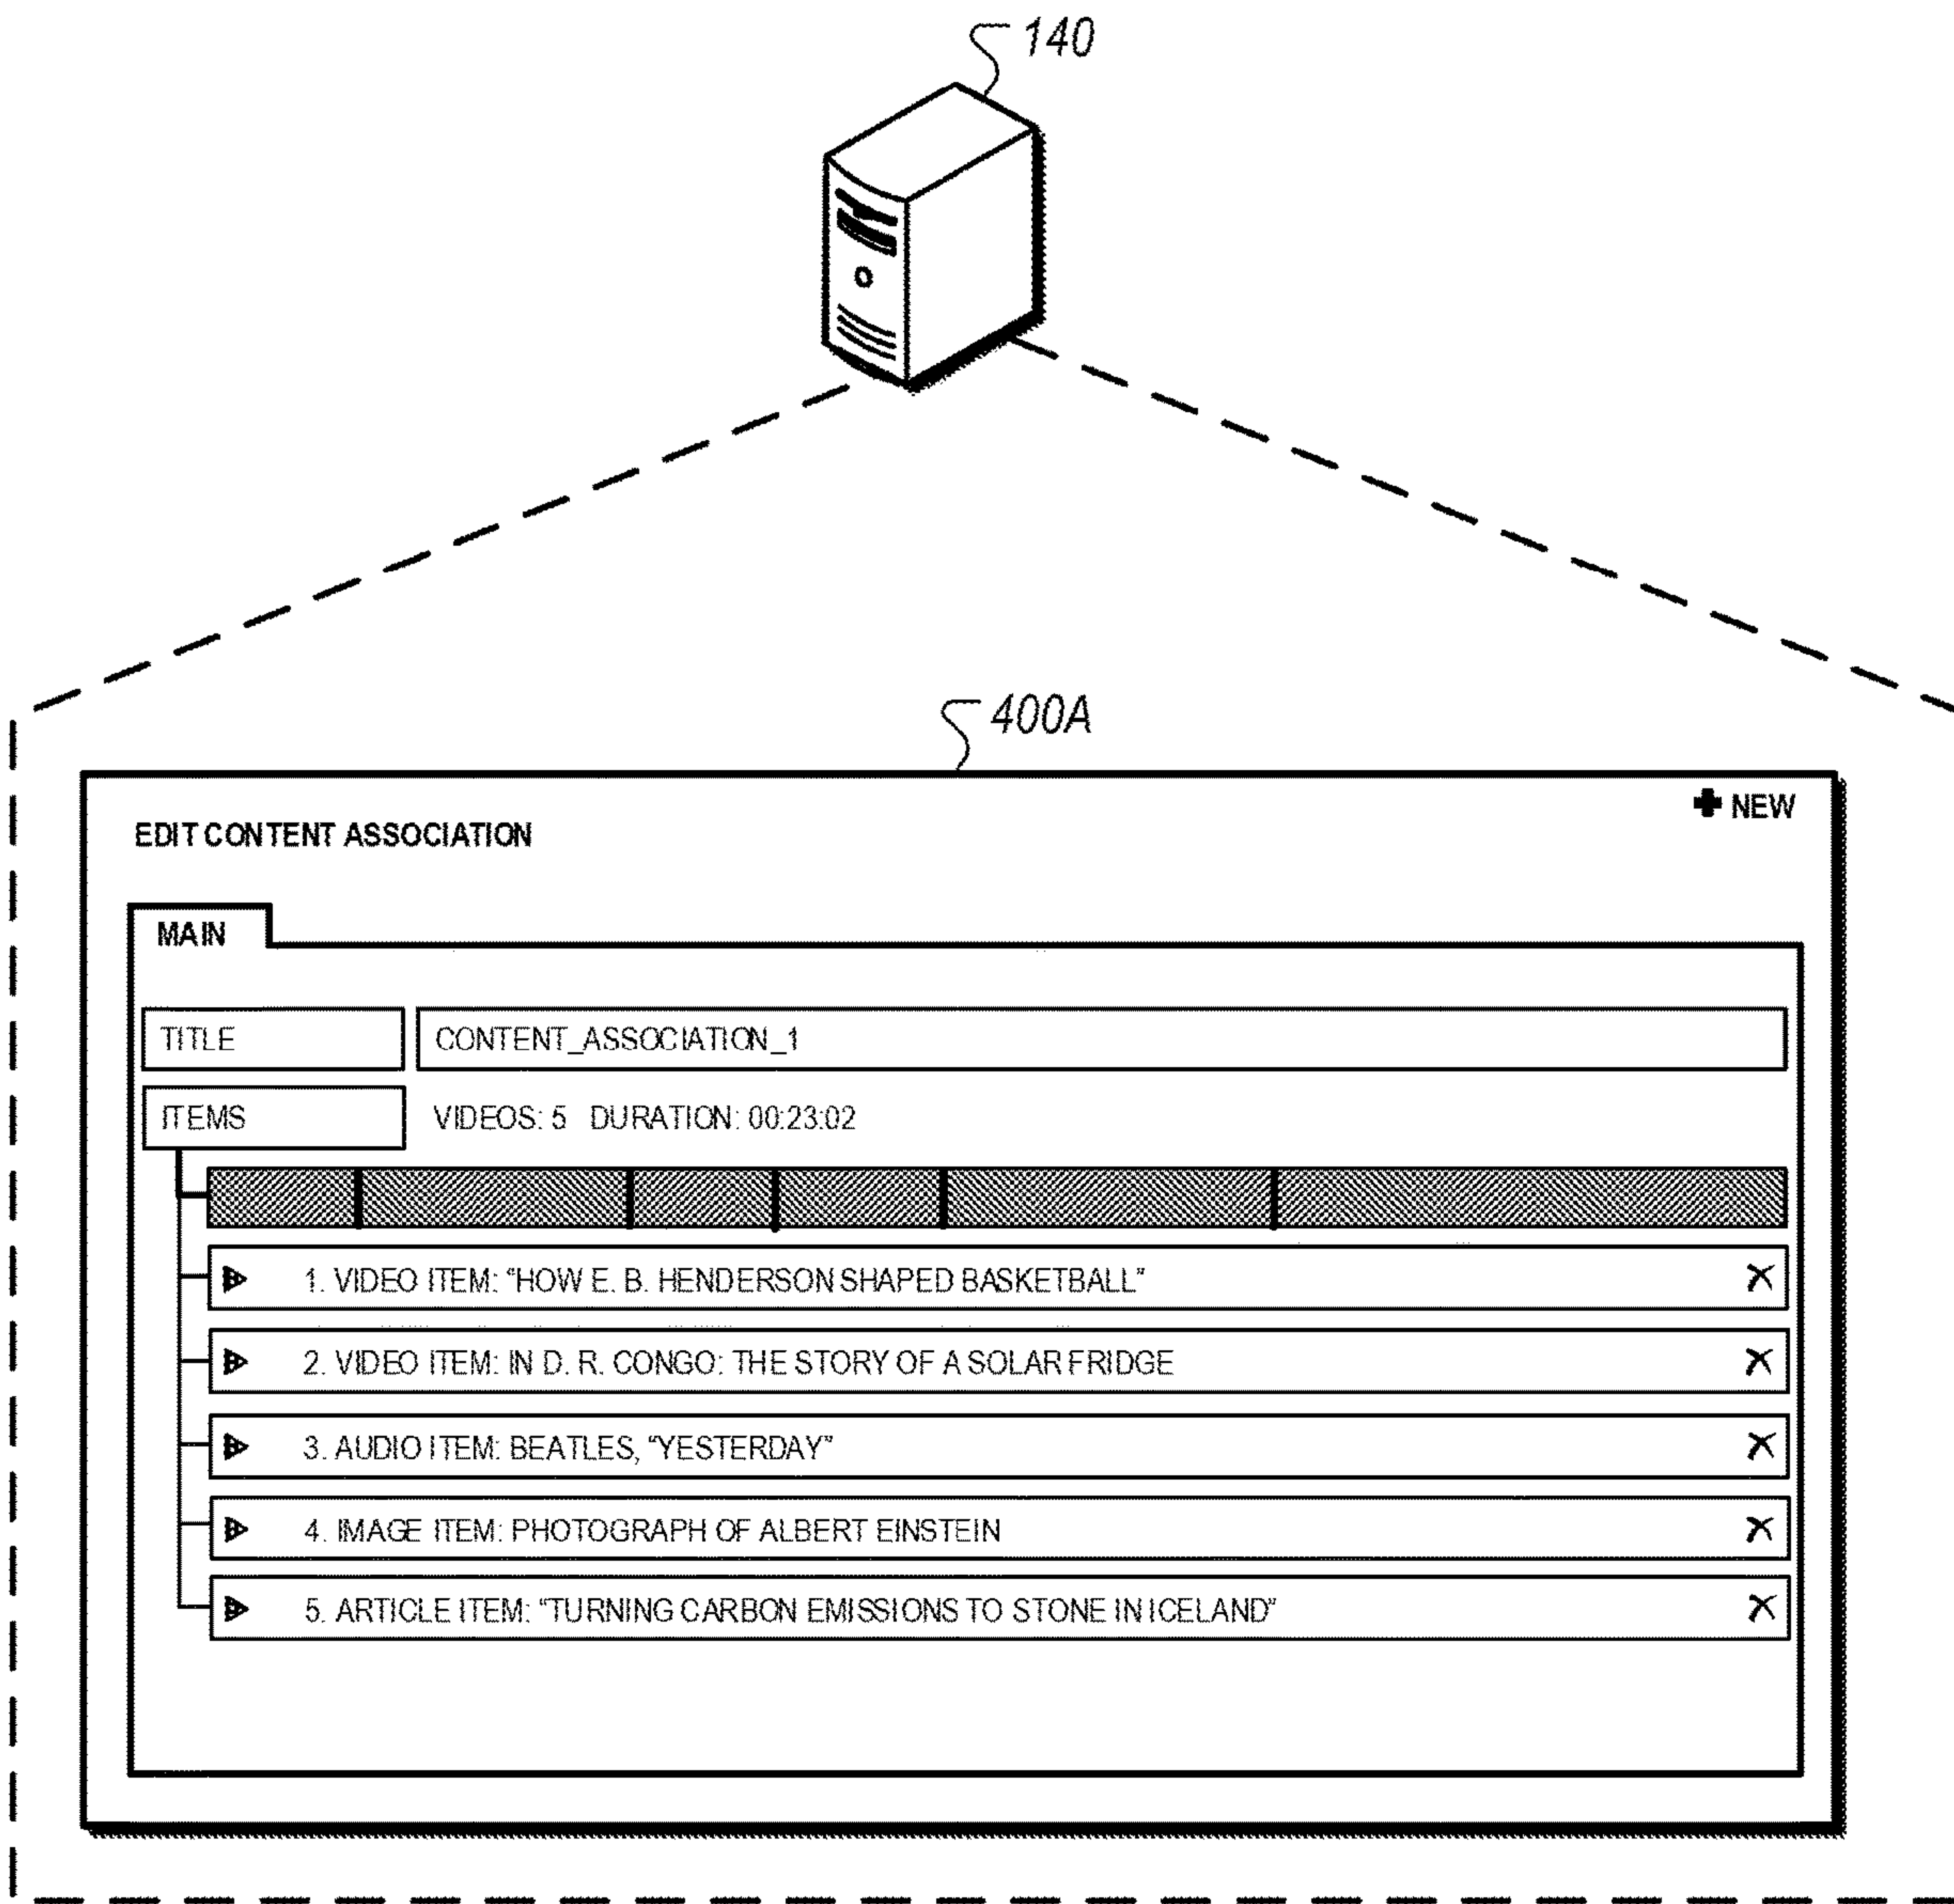 140
400A
✚ NEW
EDIT CONTENT ASSOCIATION
MAIN
TITLE CONTENT_ASSOCIATION_1
ITEMS VIDEOS: 5 DURATION: 00:23:02
1. VIDEO ITEM: "HOW E. B. HENDERSON SHAPED BASKETBALL"
2. VIDEO ITEM: IN D. R. CONGO: THE STORY OF A SOLAR FRIDGE
3. AUDIO ITEM: BEATLES, "YESTERDAY"
4. IMAGE ITEM: PHOTOGRAPH OF ALBERT EINSTEIN
5. ARTICLE ITEM: "TURNING CARBON EMISSIONS TO STONE IN ICELAND"